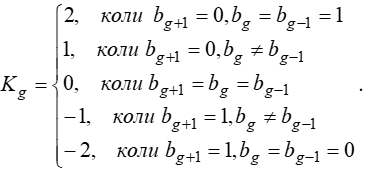 2, коли b_{g+1} = 0, b_g = b_{g-1} = 1
1, коли b_{g+1} = 0, b_g ≠ b_{g-1}
K_g = { 0, коли b_{g+1} = b_g = b_{g-1} .
-1, коли b_{g+1} = 1, b_g ≠ b_{g-1}
-2, коли b_{g+1} = 1, b_g = b_{g-1} = 0